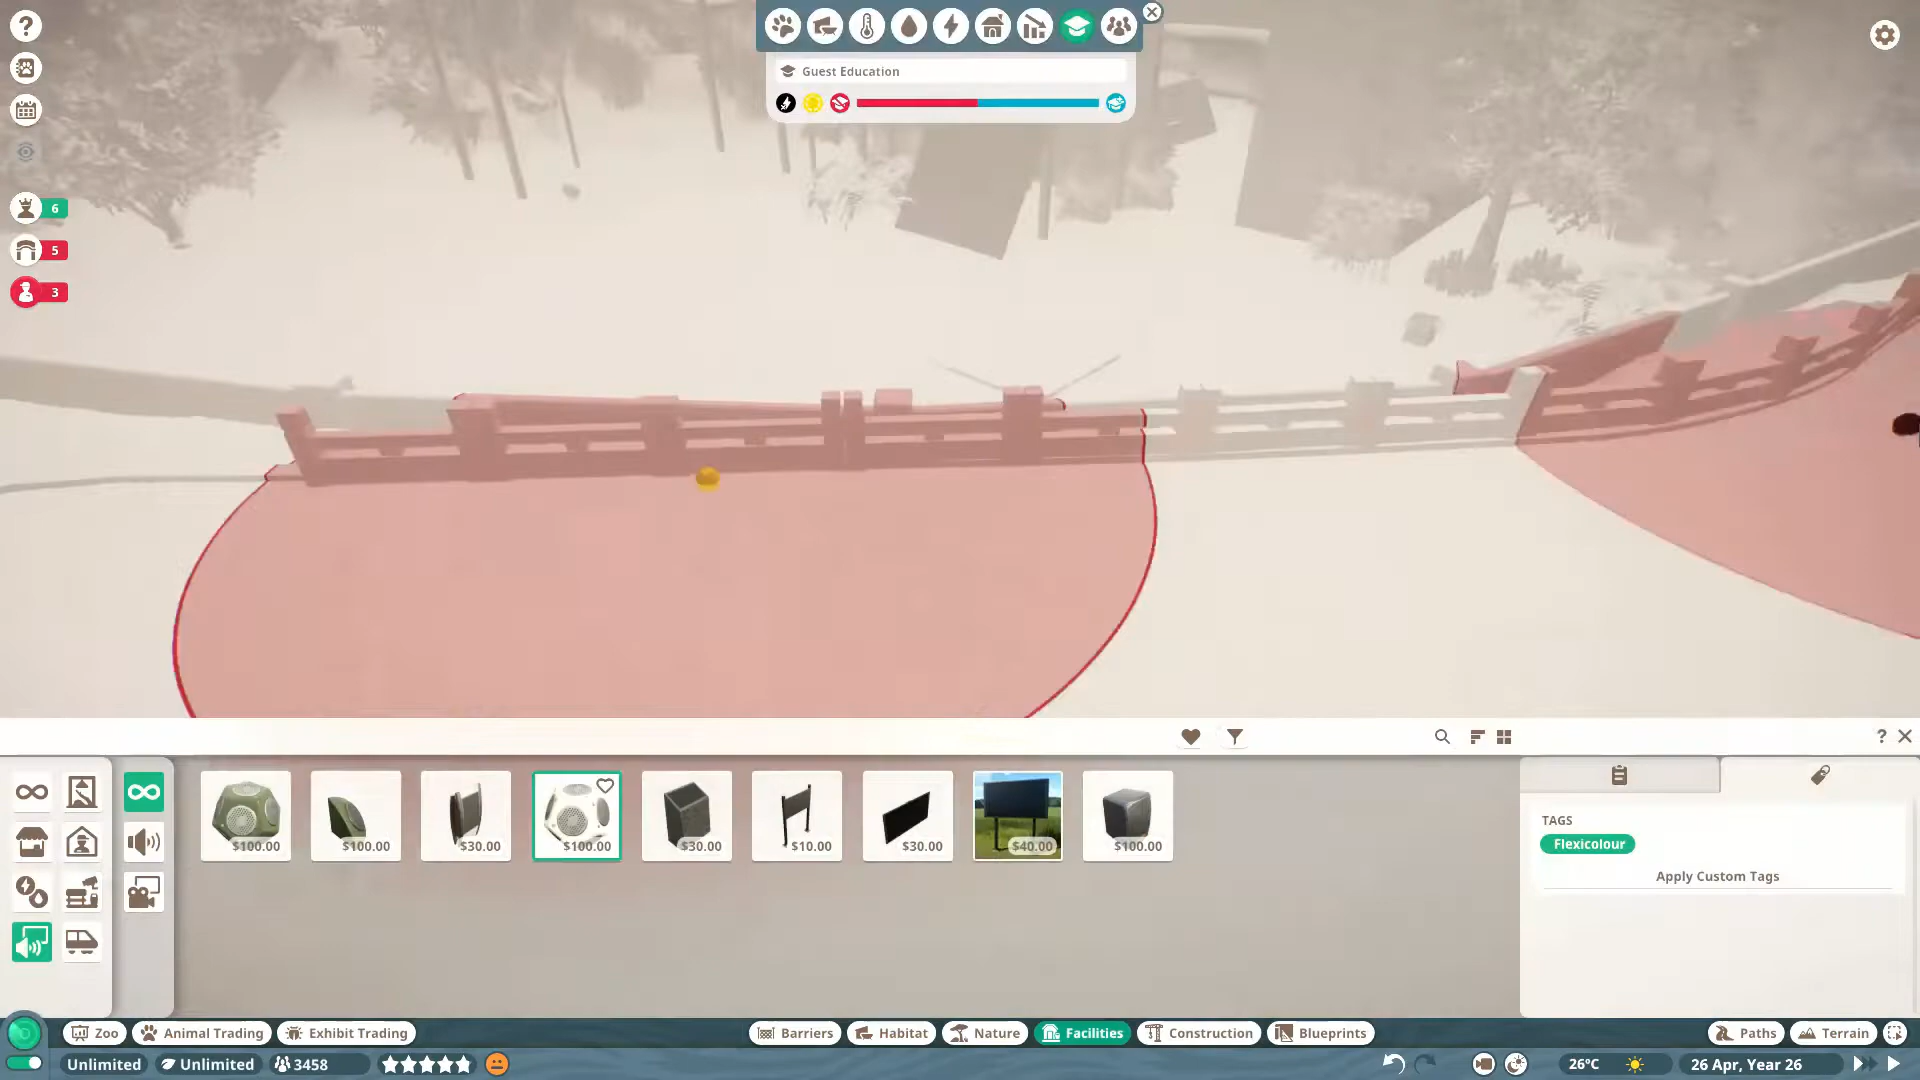 Guest Education
6
5
3
$100.00
$100.00
$30.00
$100.00
$30.00
$10.00
$30.00
$40.00
$100.00
?
TAGS
Flexicolour
Apply Custom Tags
Zoo
Animal Trading
Exhibit Trading
Barriers
Habitat
Nature
Facilities
Construction
Blueprints
Paths
Terrain
Unlimited
Unlimited
3458
26°C
26 Apr, Year 26